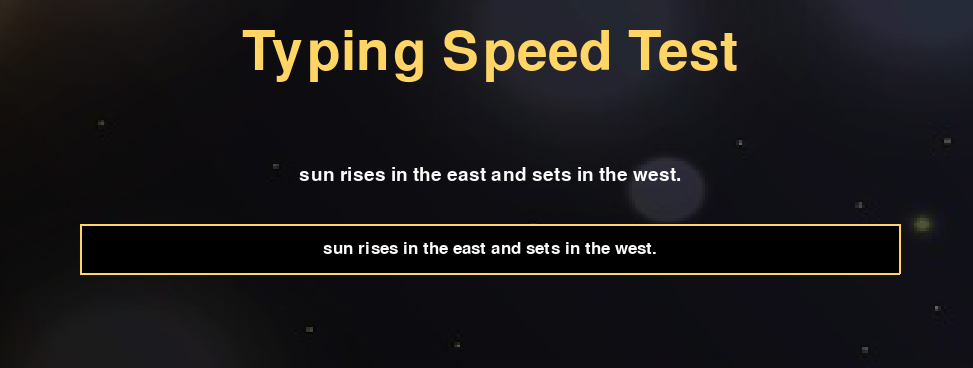 Typing Speed Test
sun rises in the east and sets in the west.
sun rises in the east and sets in the west.